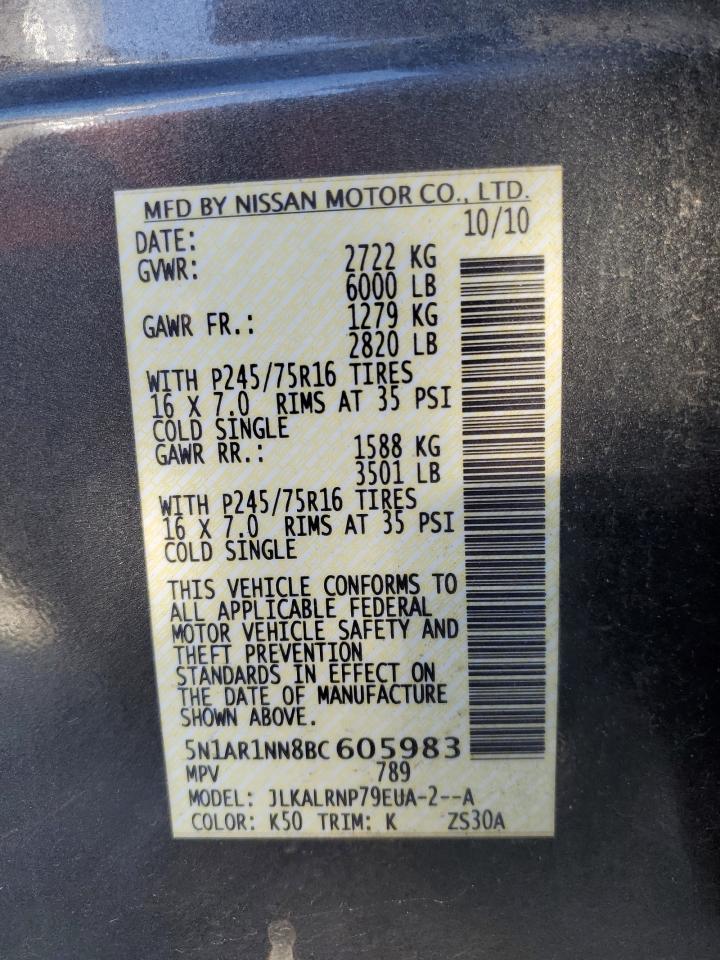 MFD BY NISSAN MOTOR CO., LTD.
DATE: 10/10
GVWR: 2722 KG
6000 LB
GAWR FR.: 1279 KG
2820 LB
WITH P245/75R16 TIRES
16 X 7.0 RIMS AT 35 PSI
COLD SINGLE
GAWR RR.: 1588 KG
3501 LB
WITH P245/75R16 TIRES
16 X 7.0 RIMS AT 35 PSI
COLD SINGLE
THIS VEHICLE CONFORMS TO
ALL APPLICABLE FEDERAL
MOTOR VEHICLE SAFETY AND
THEFT PREVENTION
STANDARDS IN EFFECT ON
THE DATE OF MANUFACTURE
SHOWN ABOVE.
5N1AR1NN8BC605983
MPV 789
MODEL: JLKALRNP79EUA-2--A
COLOR: K50 TRIM: K ZS30A